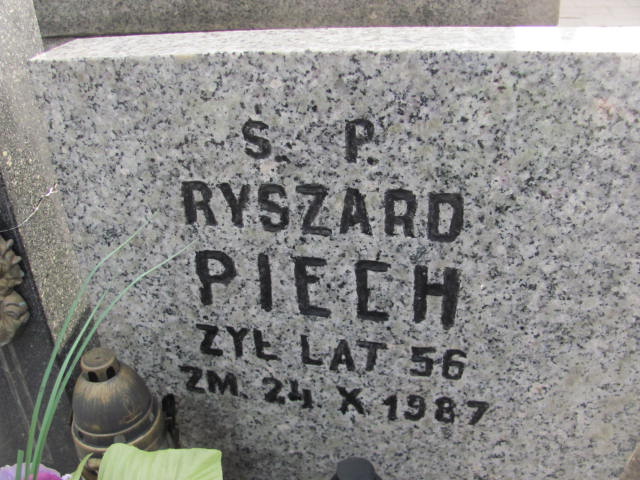 Ś. P.
RYSZARD
PIECH
ŻYŁ LAT 56
ZM. 24 X 1987